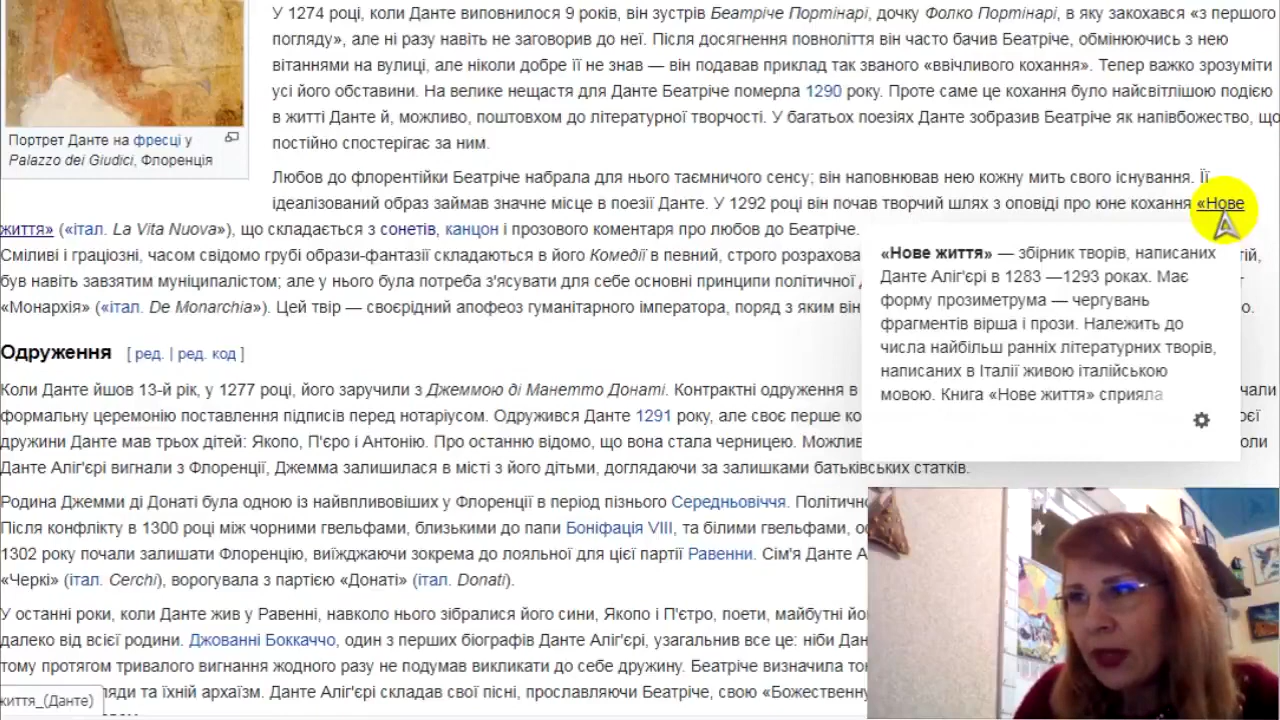 У 1274 році, коли Данте виповнилося 9 років, він зустрів Беатріче Портінарі, дочку Фолко Портінарі, в яку закохався «з першого
погляду», але ні разу навіть не заговорив до неї. Після досягнення повноліття він часто бачив Беатріче, обмінюючись з нею
вітаннями на вулиці, але ніколи добре її не знав — він подавав приклад так званого «ввічливого кохання». Тепер важко зрозуміти
усі його обставини. На велике нещастя для Данте Беатріче померла 1290 року. Проте саме це кохання було найсвітлішою подією
в житті Данте й, можливо, поштовхом до літературної творчості. У багатьох поезіях Данте зобразив Беатріче як напівбожество, що
постійно спостерігає за ним.
Портрет Данте на фресці у
Palazzo dei Giudici, Флоренція
Любов до флорентійки Беатріче набрала для нього таємничого сенсу; він наповнював нею кожну мить свого існування. Її
ідеалізований образ займав значне місце в поезії Данте. У 1292 році він почав творчий шлях з оповіді про юне кохання «Нове
життя» («італ. La Vita Nuova»), що складається з сонетів, канцон і прозового коментаря про любов до Беатріче.
Сміливі і граціозні, часом свідомо грубі образи-фантазії складаються в його Комедії в певний, строго
був навіть завзятим муніципалістом; але у нього була потреба з'ясувати для себе основні принципи політичної
«Монархія» («італ. De Monarchia»). Цей твір — своєрідний апофеоз гуманітарного імператора, поряд з яким він
«Нове життя» — збірник творів, написаних
Данте Аліг'єрі в 1283 —1293 роках. Має
форму прозиметрума — чергувань
фрагментів вірша і прози. Належить до
числа найбільш ранніх літературних творів,
написаних в Італії живою італійською
мовою. Книга «Нове життя» сприяла
Одруження [ ред. | ред. код ]
Коли Данте йшов 13-й рік, у 1277 році, його заручили з Джеммою ді Манетто Донаті. Контрактні одруження в
формальну церемонію поставлення підписів перед нотаріусом. Одружився Данте 1291 року, але своє перше
дружини Данте мав трьох дітей: Якопо, П'єро і Антонію. Про останню відомо, що вона стала черницею.
Данте Аліг'єрі вигнали з Флоренції, Джемма залишилася в місті з його дітьми, доглядаючи за залишками батьківських статків.
Родина Джемми ді Донаті була однією із найвпливовіших у Флоренції в період пізнього Середньовіччя.
Після конфлікту в 1300 році між чорними гвельфами, близькими до папи Боніфація VIII, та білими гвельфами,
1302 року почали залишати Флоренцію, виїжджаючи зокрема до лояльної для цієї партії Равенни. Сім'я Данте
«Черкі» (італ. Cerchi), ворогувала з партією «Донаті» (італ. Donati).
У останні роки, коли Данте жив у Равенні, навколо нього зібралися його сини, Якопо і П'єтро, поети, майбутні
далеко від всієї родини. Джованні Боккаччо, один з перших біографів Данте Аліг'єрі, узагальнив все це: ніби
тому протягом тривалого вигнання жодного разу не подумав викликати до себе дружину. Беатріче визначила
життя_(Данте) та їхній архаїзм. Данте Аліг'єрі складав свої пісні, прославляючи Беатріче, свою